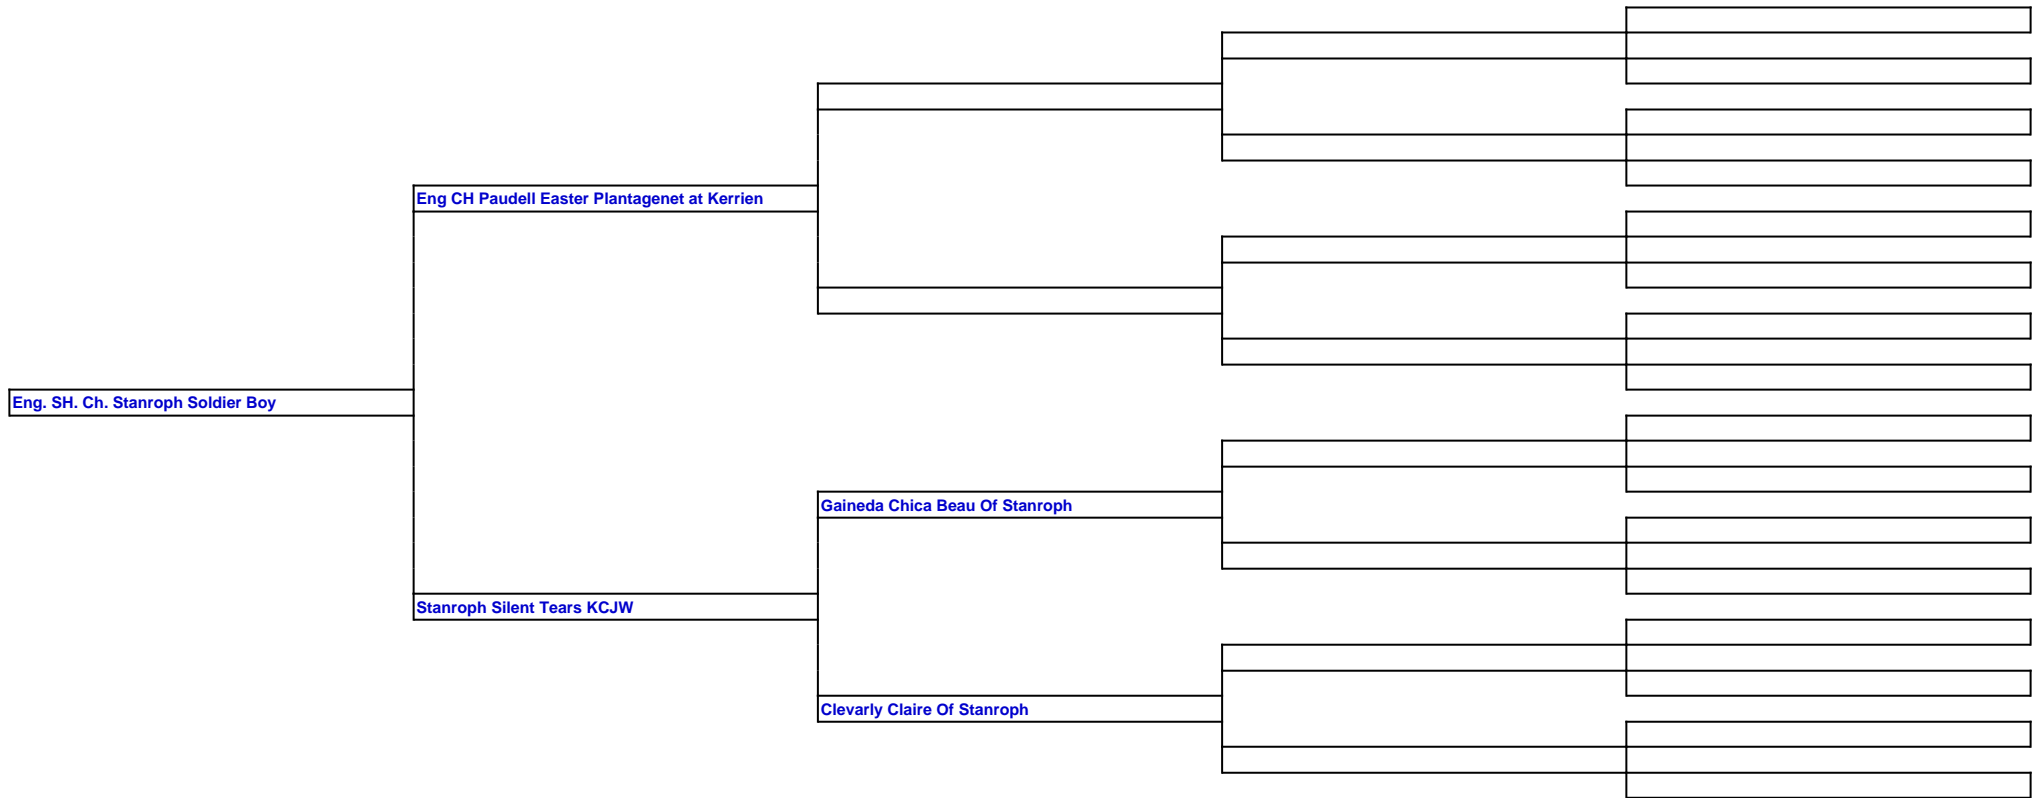 Eng CH Paudell Easter Plantagenet at Kerrien
Eng. SH. Ch. Stanroph Soldier Boy
Gaineda Chica Beau Of Stanroph
Stanroph Silent Tears KCJW
Clevarly Claire Of Stanroph